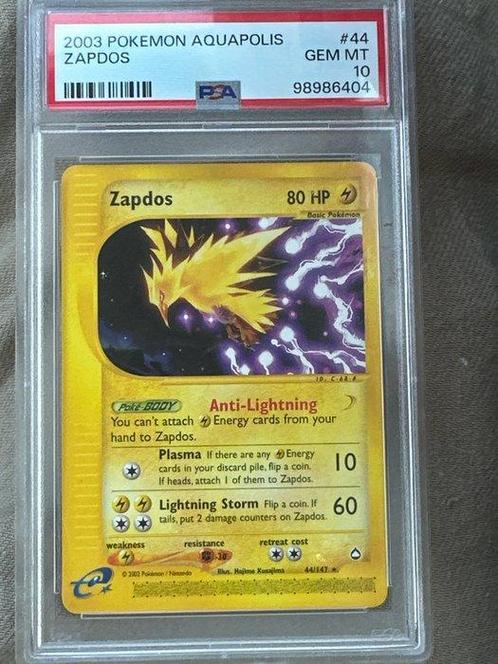 2003 POKEMON AQUAPOLIS #44
ZAPDOS GEM MT
10
PSA 98986404
Zapdos 80 HP
Basic Pokémon
ID. C-68-#
Poké-BODY Anti-Lightning
You can't attach Energy cards from your
hand to Zapdos.
Plasma If there are any Energy
cards in your discard pile, flip a coin.
If heads, attach 1 of them to Zapdos.
10
Lightning Storm Flip a coin. If
tails, put 2 damage counters on Zapdos.
60
weakness resistance retreat cost
-30
Illus. Hajime Kusajima
© 2002 Pokémon / Nintendo 44/147 ★
e